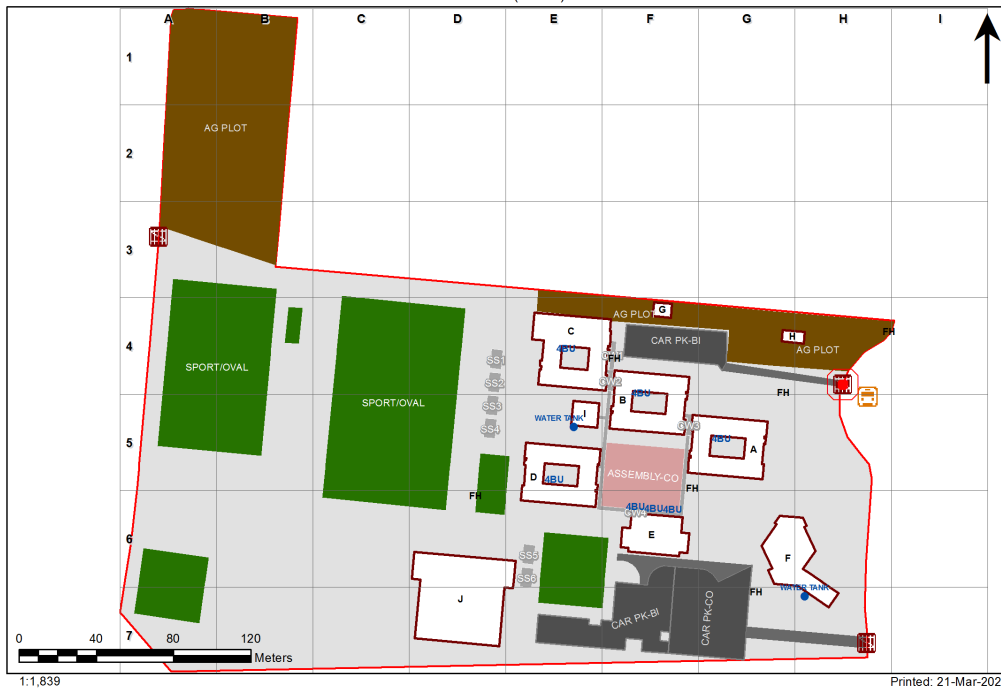 A B C D E F G H I
1
AG PLOT
2
3
G
AG PLOT
FH
C
CAR PK-BI
H
4
4BU
FH
AG PLOT
SS1
SPORT/OVAL
SS2
CW2
4BU
FH
SPORT/OVAL
B
SS3
I
WATER TANK
CW3
SS4
4BU
5
A
ASSEMBLY-CO
D
4BU
FH
FH
4BU 4BU 4BU
E
6
SS5
F
SS6
WATER TANK
FH
J
CAR PK-BI
CAR PK-CO
7
0 40 80 120
Meters
1:1,839
Printed: 21-Mar-202